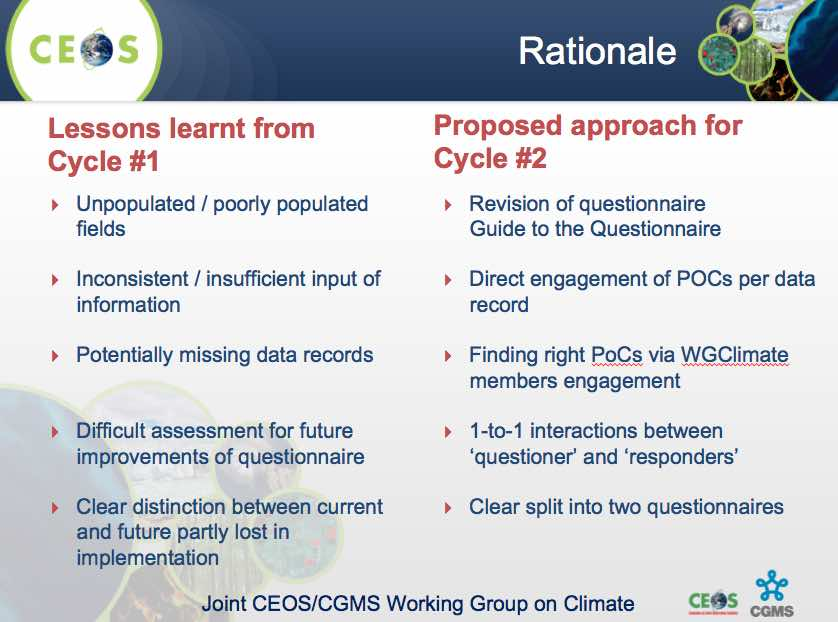 CEOS
Rationale
Lessons learnt from
Cycle #1
Unpopulated / poorly populated
fields
Inconsistent / insufficient input of
information
Potentially missing data records
Difficult assessment for future
improvements of questionnaire
Clear distinction between current
and future partly lost in
implementation
Proposed approach for
Cycle #2
Revision of questionnaire
Guide to the Questionnaire
Direct engagement of POCs per data
record
Finding right PoCs via WGClimate
members engagement
1-to-1 interactions between
‘questioner’ and ‘responders’
Clear split into two questionnaires
Joint CEOS/CGMS Working Group on Climate
CEOS
CGMS